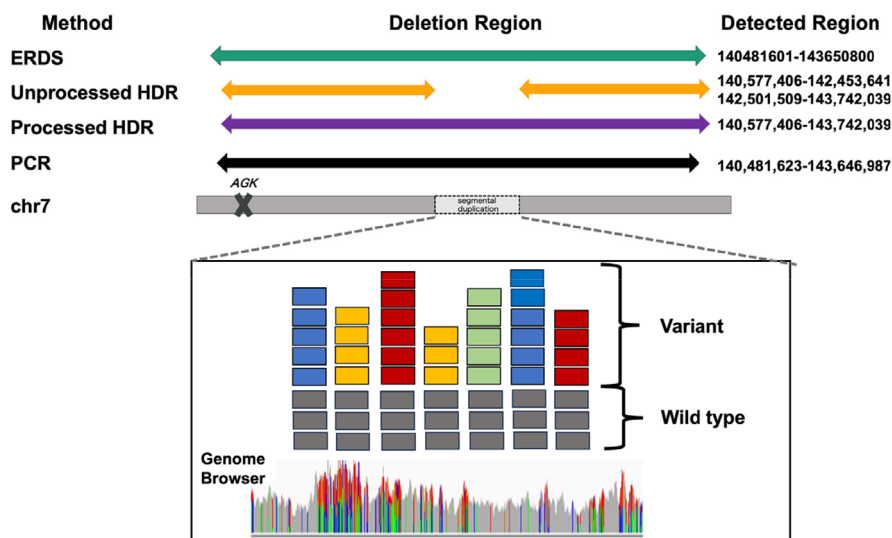 Method Deletion Region Detected Region
ERDS 140481601-143650800
Unprocessed HDR 140,577,406-142,453,641
142,501,509-143,742,039
Processed HDR 140,577,406-143,742,039
PCR 140,481,623-143,646,987
AGK
chr7 segmental
duplication
Variant
Wild type
Genome
Browser